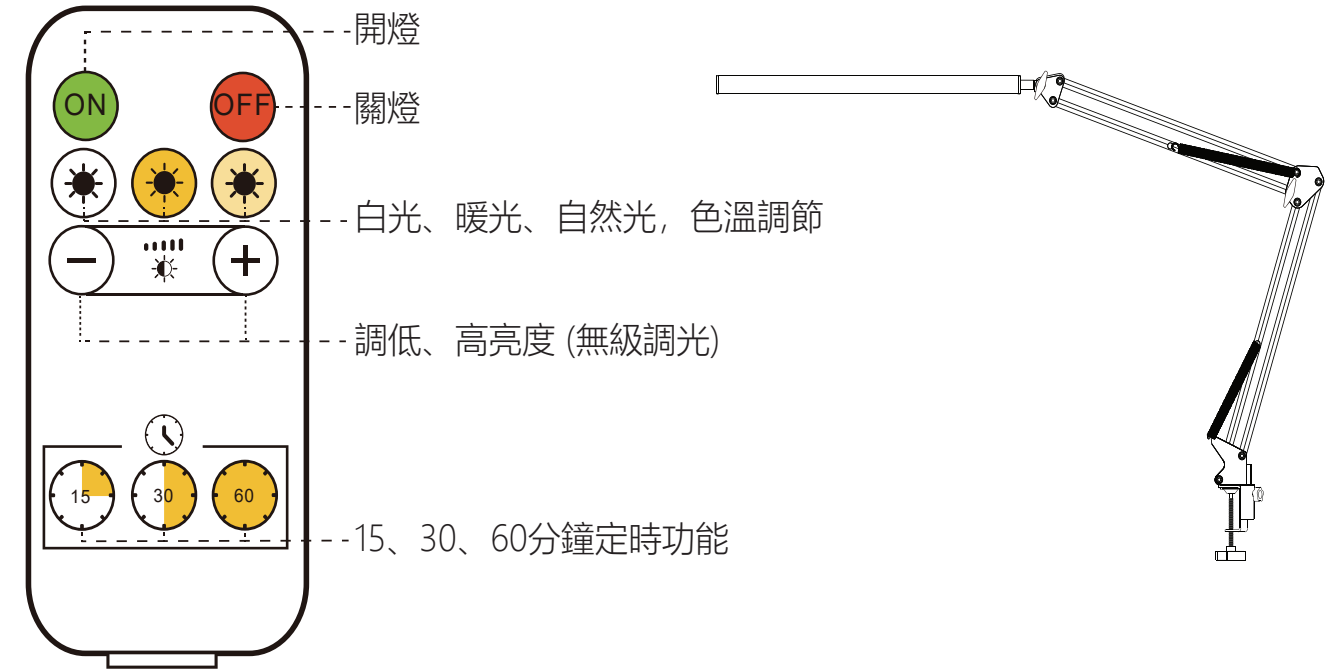 開燈
ON
OFF
關燈
白光、暖光、自然光，色溫調節
調低、高亮度 (無級調光)
15
30
60
15、30、60分鐘定時功能